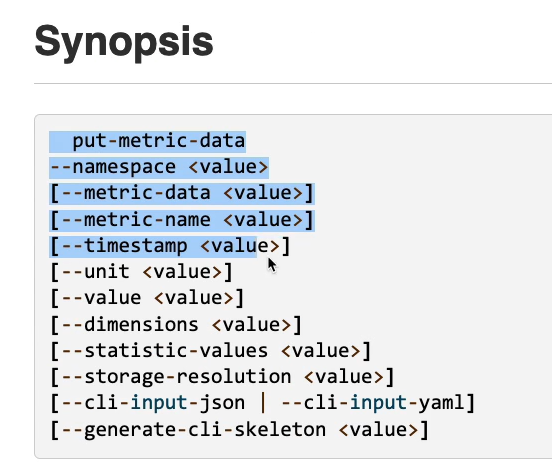 Synopsis
put-metric-data
--namespace <value>
[--metric-data <value>]
[--metric-name <value>]
[--timestamp <value>]
[--unit <value>]
[--value <value>]
[--dimensions <value>]
[--statistic-values <value>]
[--storage-resolution <value>]
[--cli-input-json | --cli-input-yaml]
[--generate-cli-skeleton <value>]